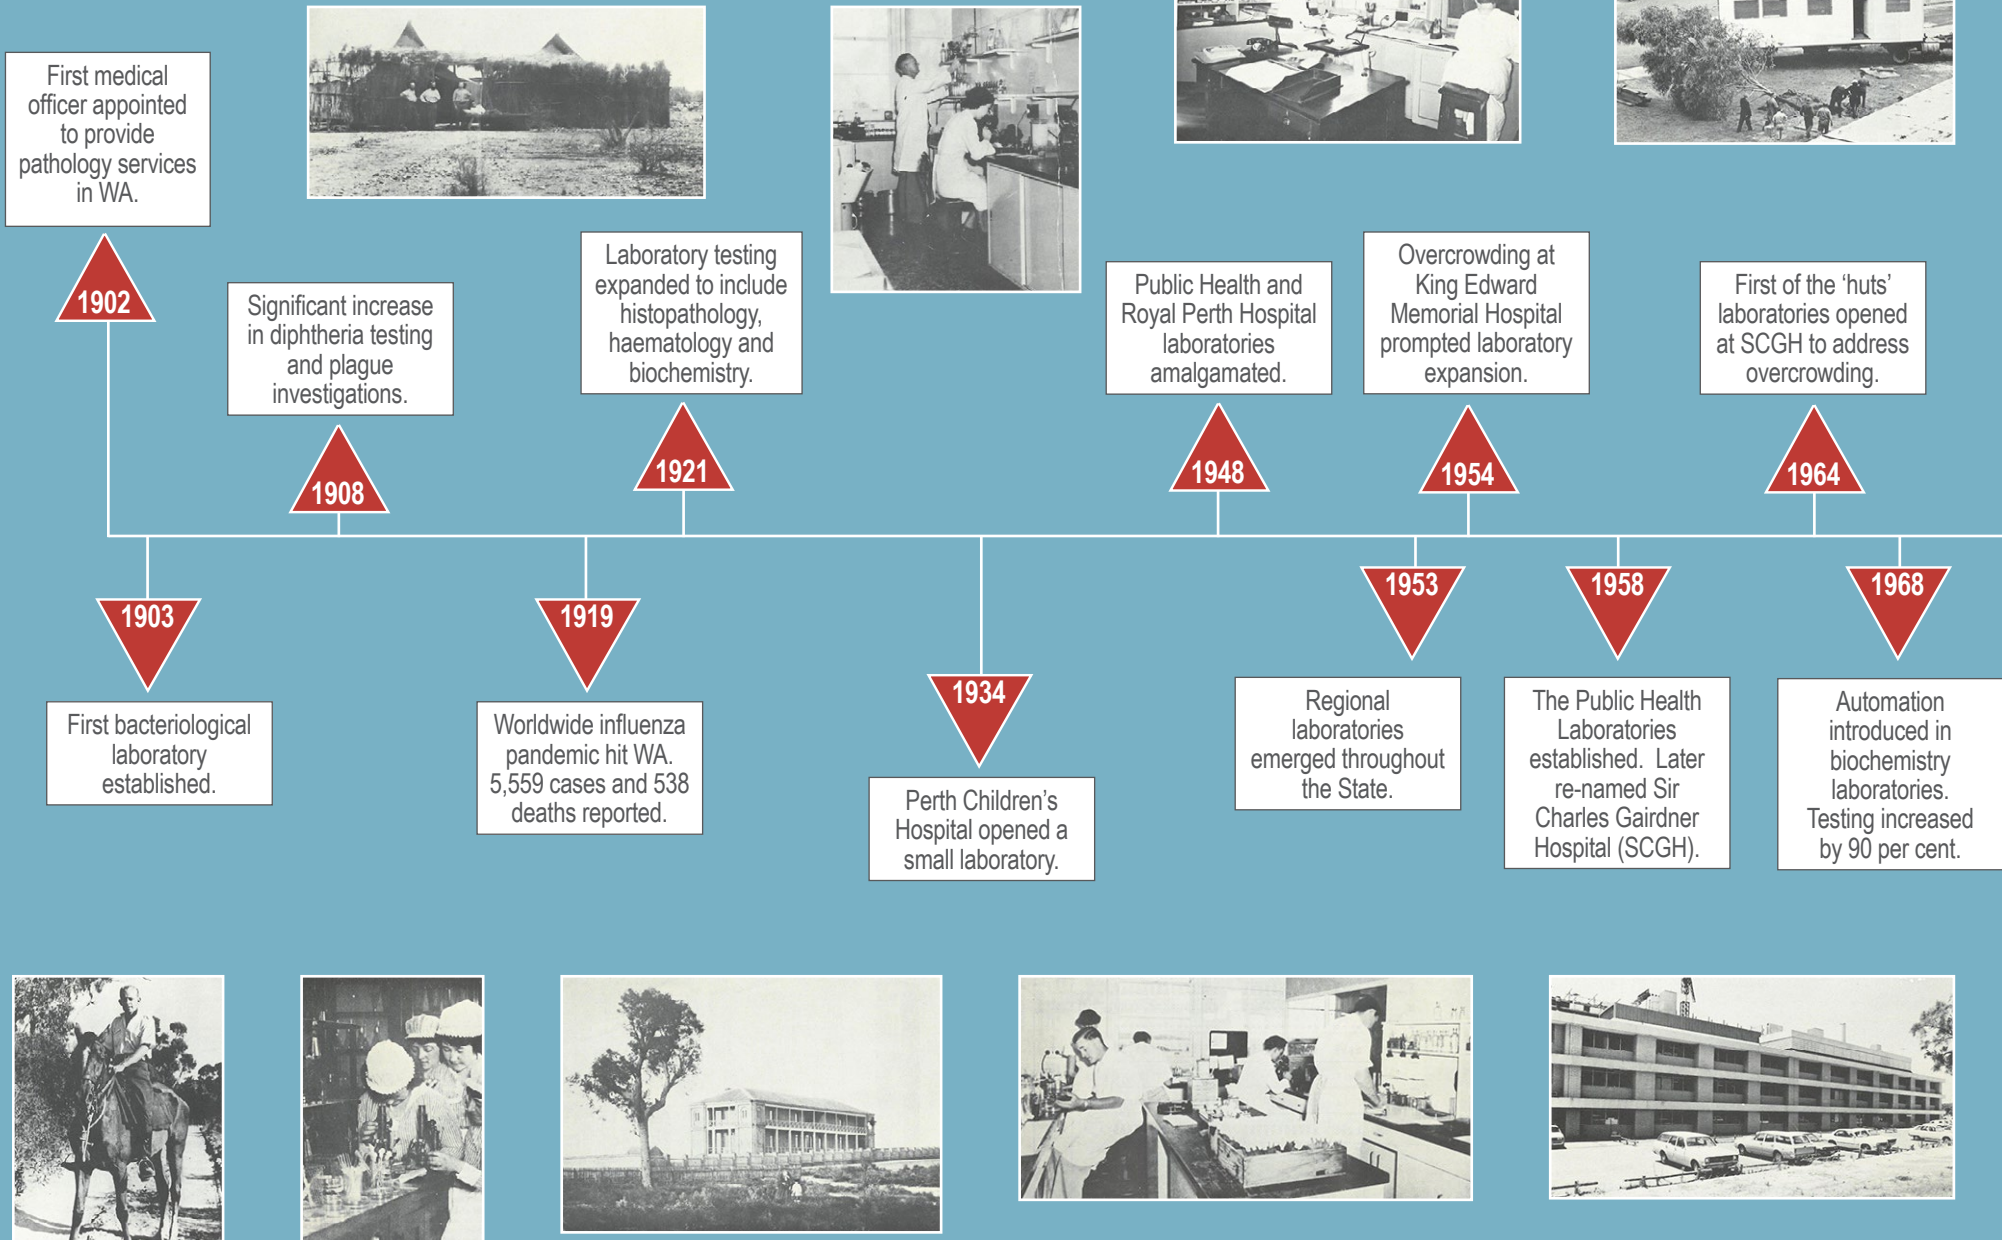 First medical
officer appointed
to provide
pathology services
in WA.
1902
First bacteriological
laboratory
established.
1903
Significant increase
in diphtheria testing
and plague
investigations.
1908
Worldwide influenza
pandemic hit WA.
5,559 cases and 538
deaths reported.
1919
Laboratory testing
expanded to include
histopathology,
haematology and
biochemistry.
1921
1934
Perth Children’s
Hospital opened a
small laboratory.
Public Health and
Royal Perth Hospital
laboratories
amalgamated.
1948
1953
Regional
laboratories
emerged throughout
the State.
Overcrowding at
King Edward
Memorial Hospital
prompted laboratory
expansion.
1954
1958
The Public Health
Laboratories
established.  Later
re-named Sir
Charles Gairdner
Hospital (SCGH).
First of the ‘huts’
laboratories opened
at SCGH to address
overcrowding.
1964
1968
Automation
introduced in
biochemistry
laboratories.
Testing increased
by 90 per cent.